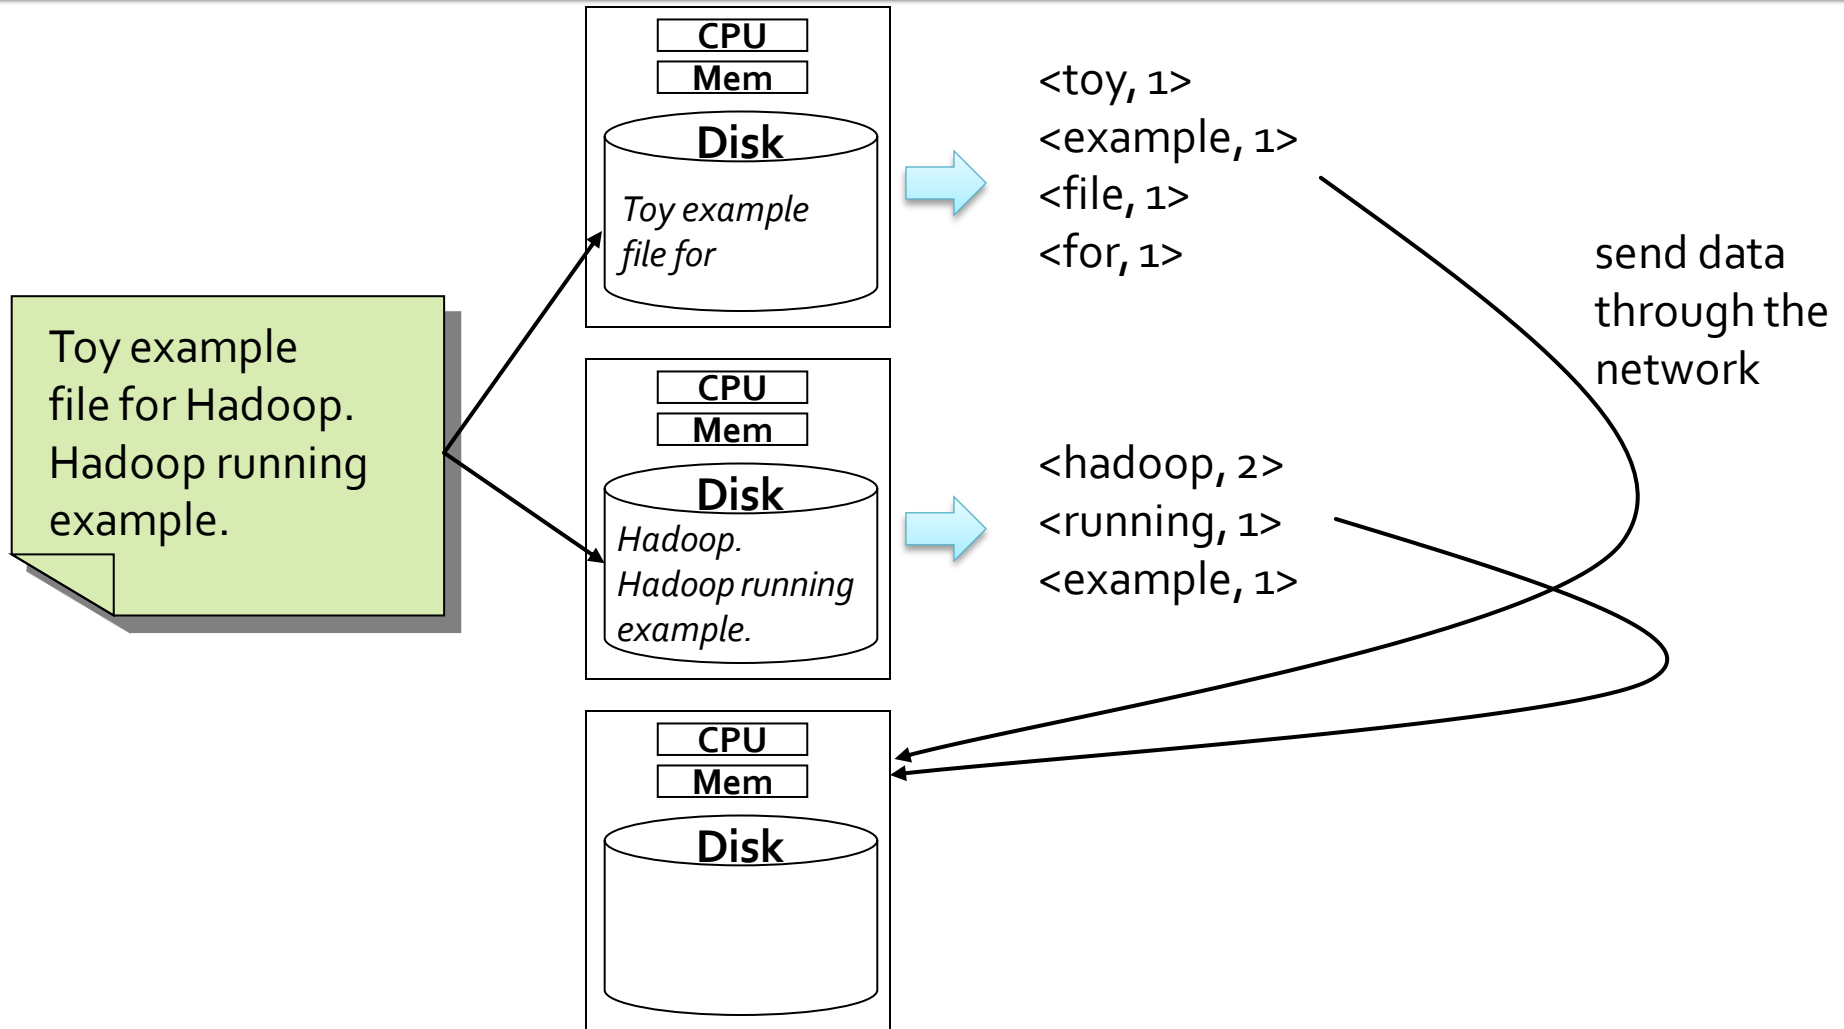 Toy example
file for Hadoop.
Hadoop running
example.
CPU
Mem
Disk
Toy example
file for
<toy, 1>
<example, 1>
<file, 1>
<for, 1>
send data
through the
network
CPU
Mem
Disk
Hadoop.
Hadoop running
example.
<hadoop, 2>
<running, 1>
<example, 1>
CPU
Mem
Disk